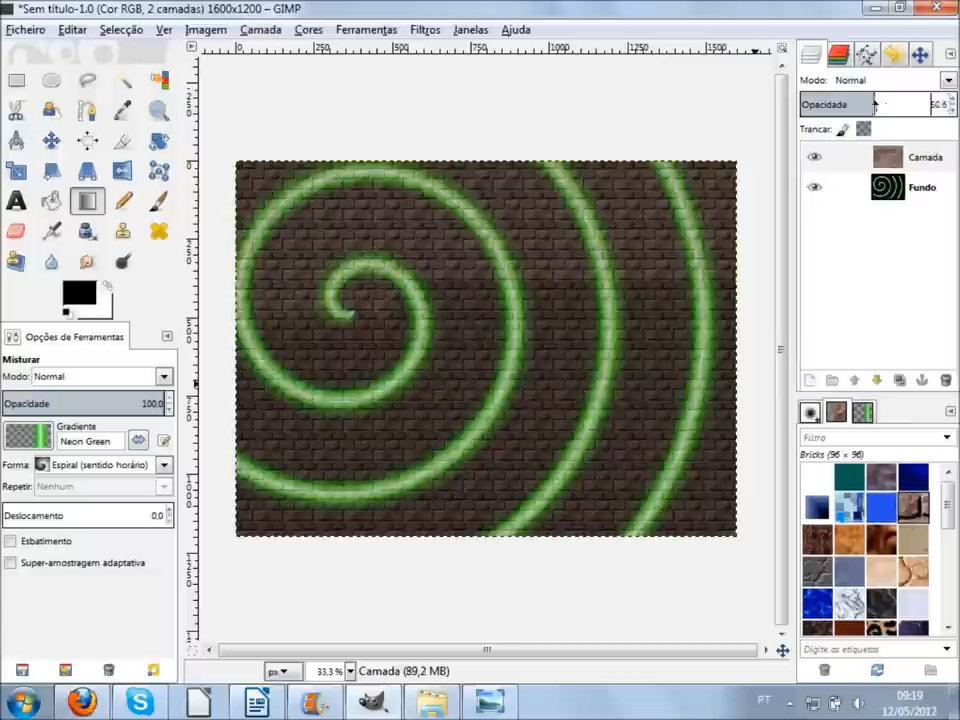 *Sem título-1.0 (Cor RGB, 2 camadas) 1600x1200 – GIMP
Ficheiro Editar Selecção Ver Imagem Camada Cores Ferramentas Filtros Janelas Ajuda
0 250 500 750 1000 1250 1500
Modo: Normal
Opacidade
Trancar:
Camada
Fundo
Opções de Ferramentas
Misturar
Modo: Normal
Opacidade 100,0
Gradiente
Neon Green
Forma: Espiral (sentido horário)
Repetir: Nenhum
Deslocamento 0,0
Esbatimento
Super-amostragem adaptativa
Filtro
Bricks (96 × 96)
Digite as etiquetas
px 33,3% Camada (89,2 MB)
PT
09:19
12/05/2012